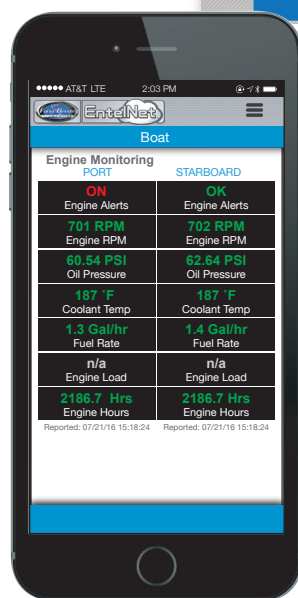 AT&T LTE 2:03 PM
EntelNet
Boat
Engine Monitoring
PORT STARBOARD
ON OK
Engine Alerts Engine Alerts
701 RPM 702 RPM
Engine RPM Engine RPM
60.54 PSI 62.64 PSI
Oil Pressure Oil Pressure
187 °F 187 °F
Coolant Temp Coolant Temp
1.3 Gal/hr 1.4 Gal/hr
Fuel Rate Fuel Rate
n/a n/a
Engine Load Engine Load
2186.7 Hrs 2186.7 Hrs
Engine Hours Engine Hours
Reported: 07/21/16 15:18:24 Reported: 07/21/16 15:18:24